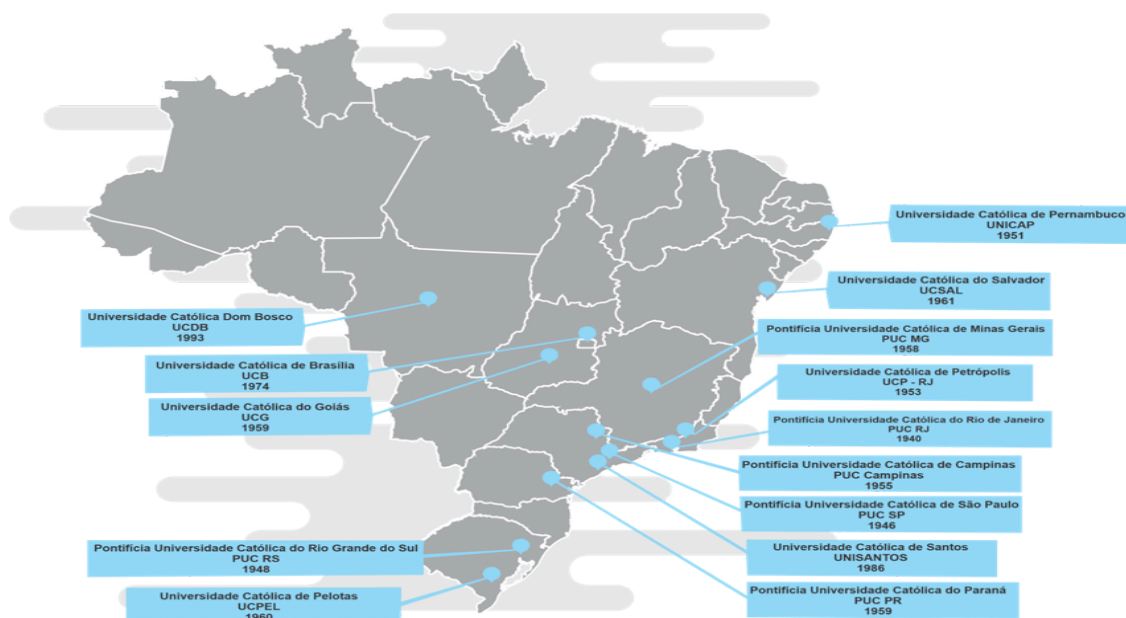 Universidade Católica de Pernambuco
UNICAP
1951
Universidade Católica do Salvador
UCSAL
1961
Universidade Católica Dom Bosco
UCDB
1993
Pontifícia Universidade Católica de Minas Gerais
PUC MG
1958
Universidade Católica de Brasília
UCB
1974
Universidade Católica de Petrópolis
UCP - RJ
1953
Universidade Católica do Goiás
UCG
1959
Pontifícia Universidade Católica do Rio de Janeiro
PUC RJ
1940
Pontifícia Universidade Católica de Campinas
PUC Campinas
1955
Pontifícia Universidade Católica de São Paulo
PUC SP
1946
Pontifícia Universidade Católica do Rio Grande do Sul
PUC RS
1948
Universidade Católica de Santos
UNISANTOS
1986
Universidade Católica de Pelotas
UCPEL
1960
Pontifícia Universidade Católica do Paraná
PUC PR
1959